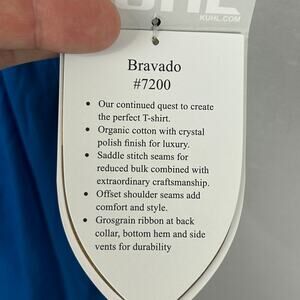 KUHL
KUHL.COM
Bravado
#7200
• Our continued quest to create
the perfect T-shirt.
• Organic cotton with crystal
polish finish for luxury.
• Saddle stitch seams for
reduced bulk combined with
extraordinary craftsmanship.
• Offset shoulder seams add
comfort and style.
• Grosgrain ribbon at back
collar, bottom hem and side
vents for durability